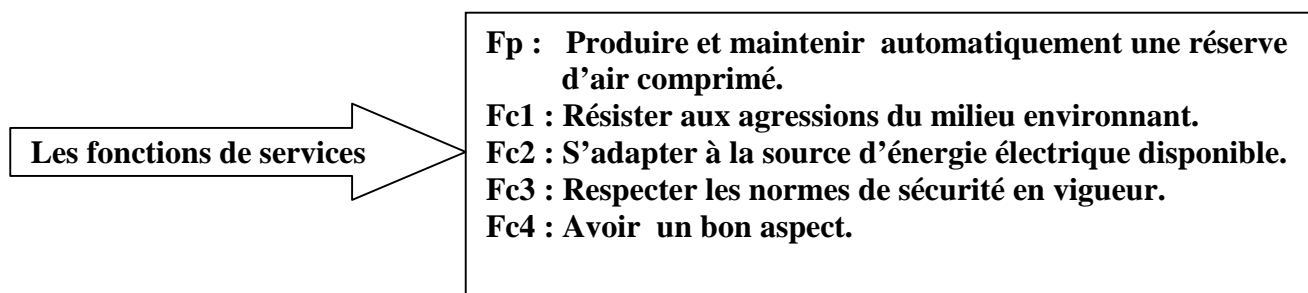 Les fonctions de services
Fp : Produire et maintenir automatiquement une réserve
d’air comprimé.
Fc1 : Résister aux agressions du milieu environnant.
Fc2 : S’adapter à la source d’énergie électrique disponible.
Fc3 : Respecter les normes de sécurité en vigueur.
Fc4 : Avoir un bon aspect.